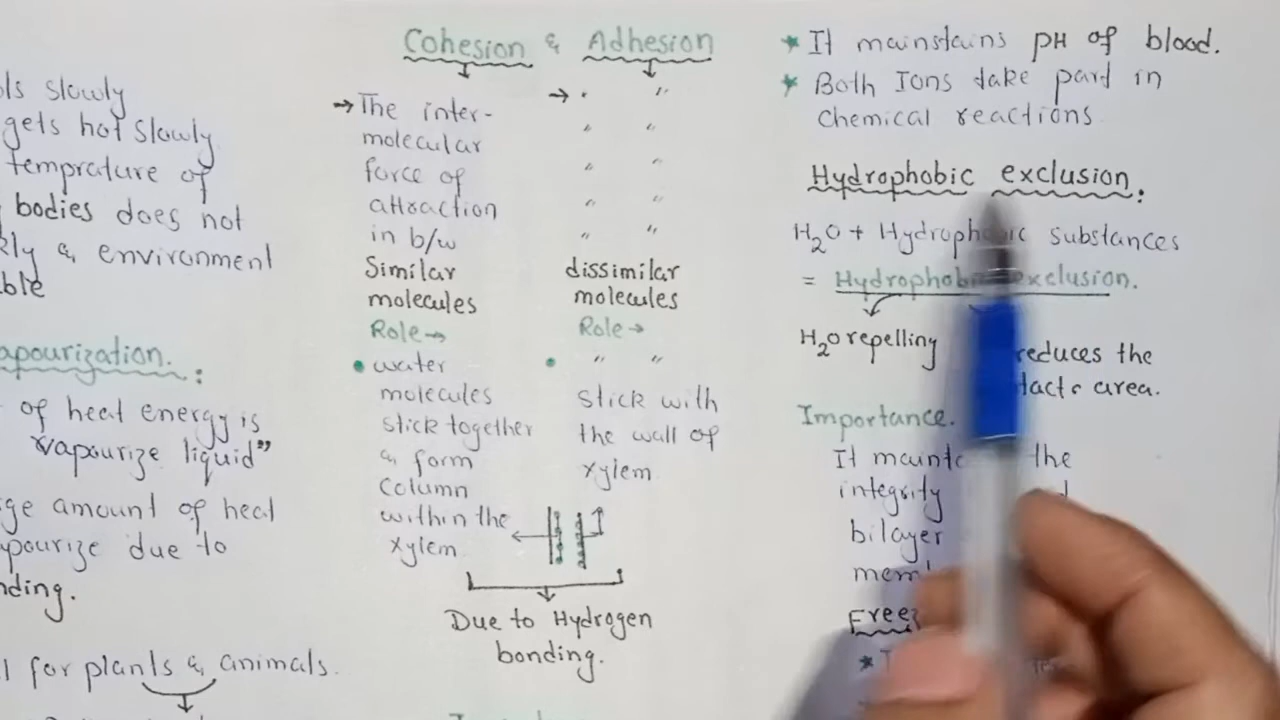 ls slowly
gets hot slowly
temprature of
bodies does not
kly & environment
ble
apourization.
of heat energy is
vapourize liquid"
ge amount of heat
pourize due to
nding.
l for plants & animals.
Cohesion & Adhesion
→ The inter-
molecular
force of
attraction
in b/w
Similar
molecules
Role →
• water
molecules
stick together
& form
Column
within the
xylem
→ " "
" "
" "
" "
" "
dissimilar
molecules
Role →
• " "
stick with
the wall of
xylem
Due to Hydrogen
bonding.
* It mainstains pH of blood.
* Both Ions take part in
chemical reactions
Hydrophobic exclusion:
H₂O + Hydrophobic substances
= Hydrophobic exclusion.
H₂O repelling
reduces the
tact area.
Importance.
It the
integrity
bilayer